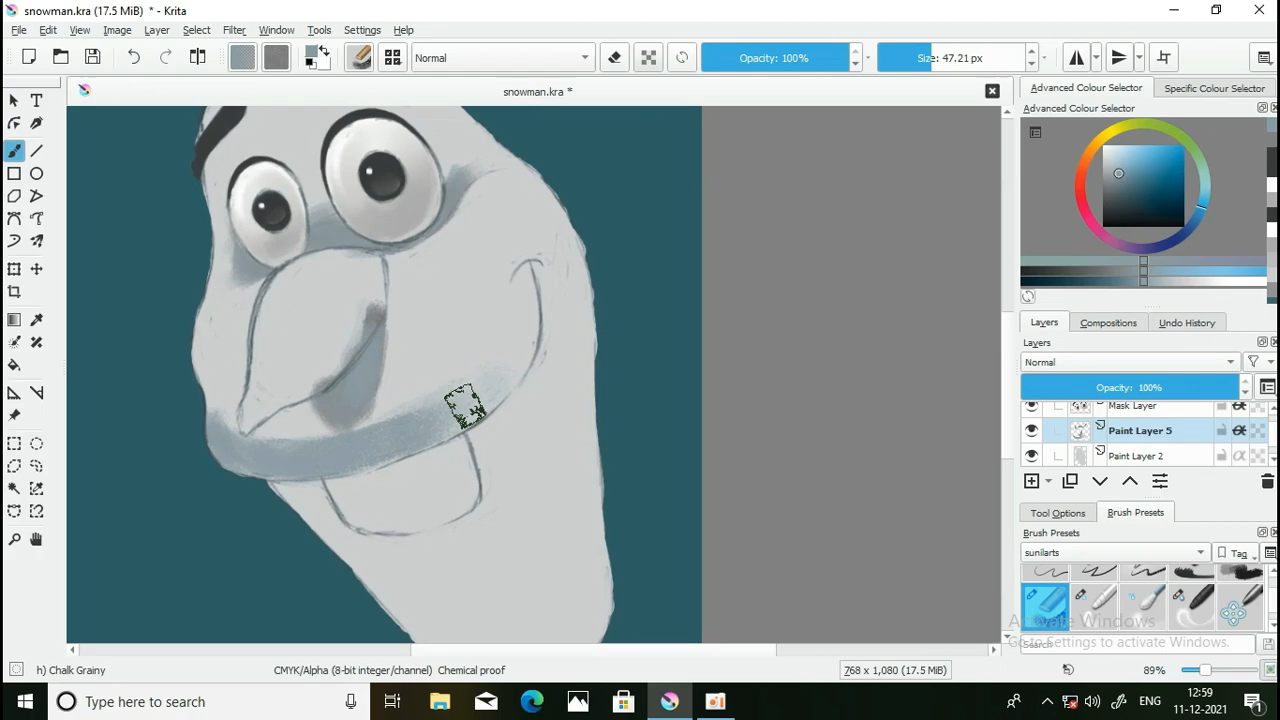 snowman.kra (17.5 MiB) * - Krita
File Edit View Image Layer Select Filter Window Tools Settings Help
Normal Opacity: 100% Size: 47.21 px
snowman.kra *
Advanced Colour Selector Specific Colour Selector
Advanced Colour Selector
Layers Compositions Undo History
Layers
Normal
Opacity: 100%
Mask Layer
Paint Layer 5
Paint Layer 2
Tool Options Brush Presets
Brush Presets
sunilarts Tag
Activate Windows
Go to Settings to activate Windows.
Search
h) Chalk Grainy CMYK/Alpha (8-bit integer/channel) Chemical proof 768 x 1,080 (17.5 MiB) 89%
Type here to search ENG 12:59
11-12-2021
1